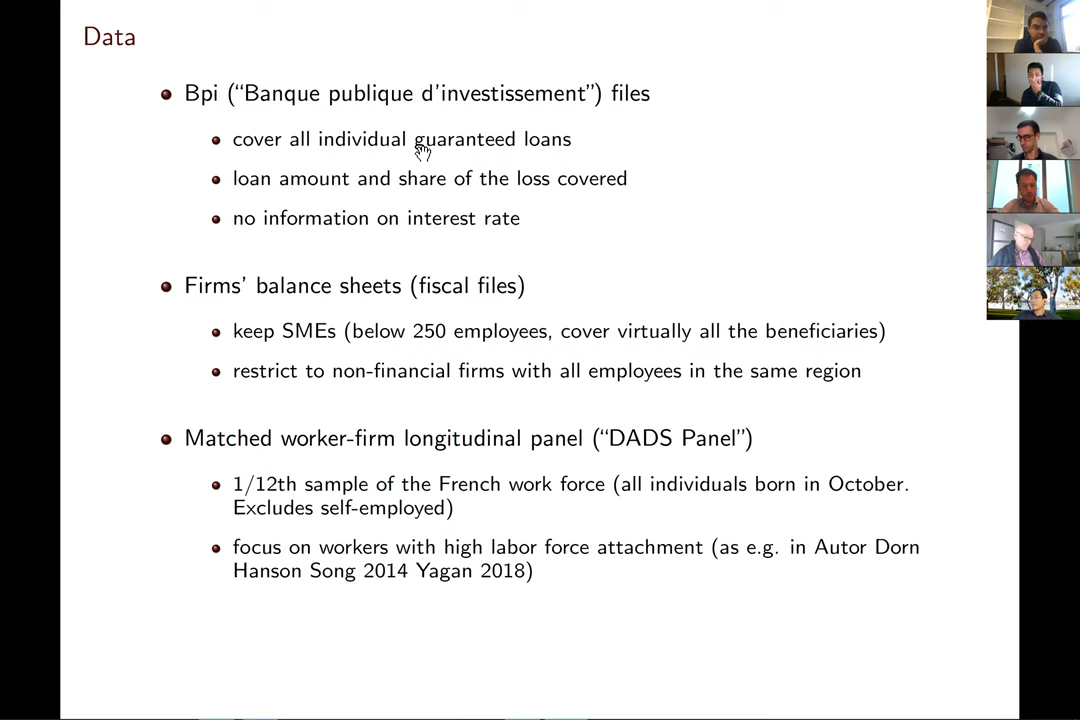 Data
Bpi (“Banque publique d’investissement”) files
cover all individual guaranteed loans
loan amount and share of the loss covered
no information on interest rate
Firms’ balance sheets (fiscal files)
keep SMEs (below 250 employees, cover virtually all the beneficiaries)
restrict to non-financial firms with all employees in the same region
Matched worker-firm longitudinal panel (“DADS Panel”)
1/12th sample of the French work force (all individuals born in October.
Excludes self-employed)
focus on workers with high labor force attachment (as e.g. in Autor Dorn
Hanson Song 2014 Yagan 2018)